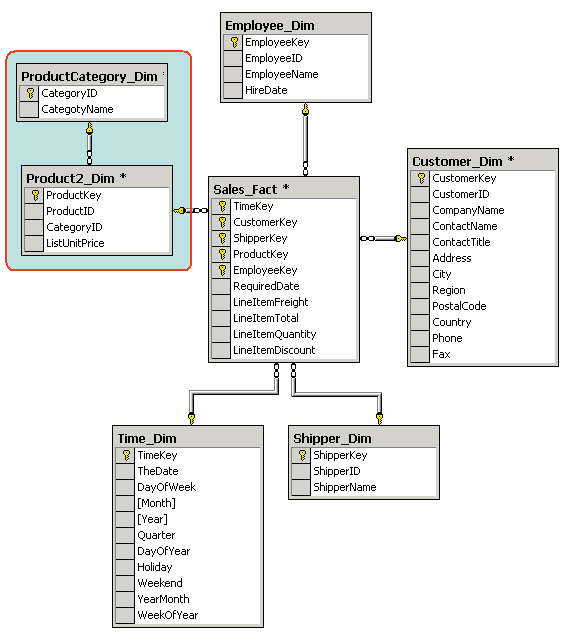 Employee_Dim
EmployeeKey
EmployeeID
EmployeeName
HireDate
ProductCategory_Dim *
CategoryID
CategotyName
Product2_Dim *
ProductKey
ProductID
CategoryID
ListUnitPrice
Sales_Fact *
TimeKey
CustomerKey
ShipperKey
ProductKey
EmployeeKey
RequiredDate
LineItemFreight
LineItemTotal
LineItemQuantity
LineItemDiscount
Customer_Dim *
CustomerKey
CustomerID
CompanyName
ContactName
ContactTitle
Address
City
Region
PostalCode
Country
Phone
Fax
Time_Dim
TimeKey
TheDate
DayOfWeek
[Month]
[Year]
Quarter
DayOfYear
Holiday
Weekend
YearMonth
WeekOfYear
Shipper_Dim
ShipperKey
ShipperID
ShipperName